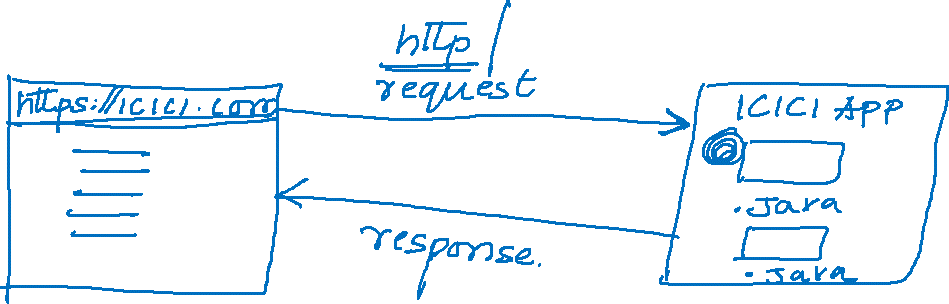 http
request
https://icici.com
ICICI APP
.java
response.
.java